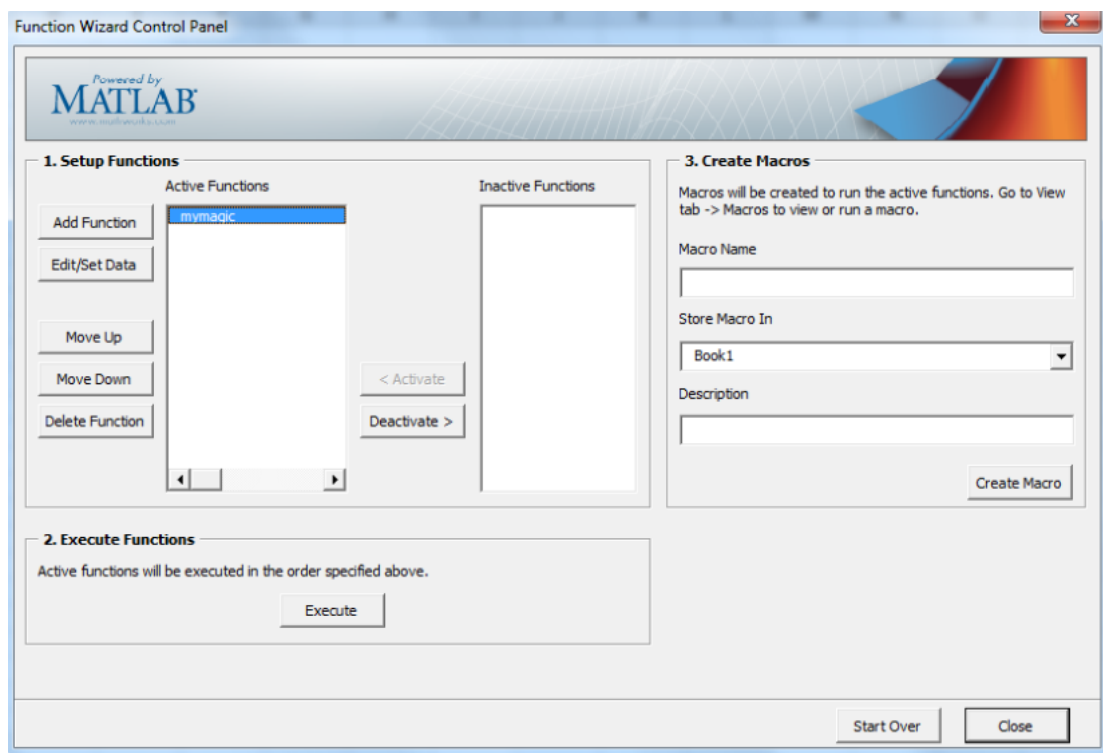 Function Wizard Control Panel
Powered by
MATLAB
www.mathworks.com
1. Setup Functions
Active Functions
Inactive Functions
Add Function
mymagic
Edit/Set Data
Move Up
Move Down
< Activate
Delete Function
Deactivate >
3. Create Macros
Macros will be created to run the active functions. Go to View
tab -> Macros to view or run a macro.
Macro Name
Store Macro In
Book1
Description
Create Macro
2. Execute Functions
Active functions will be executed in the order specified above.
Execute
Start Over
Close